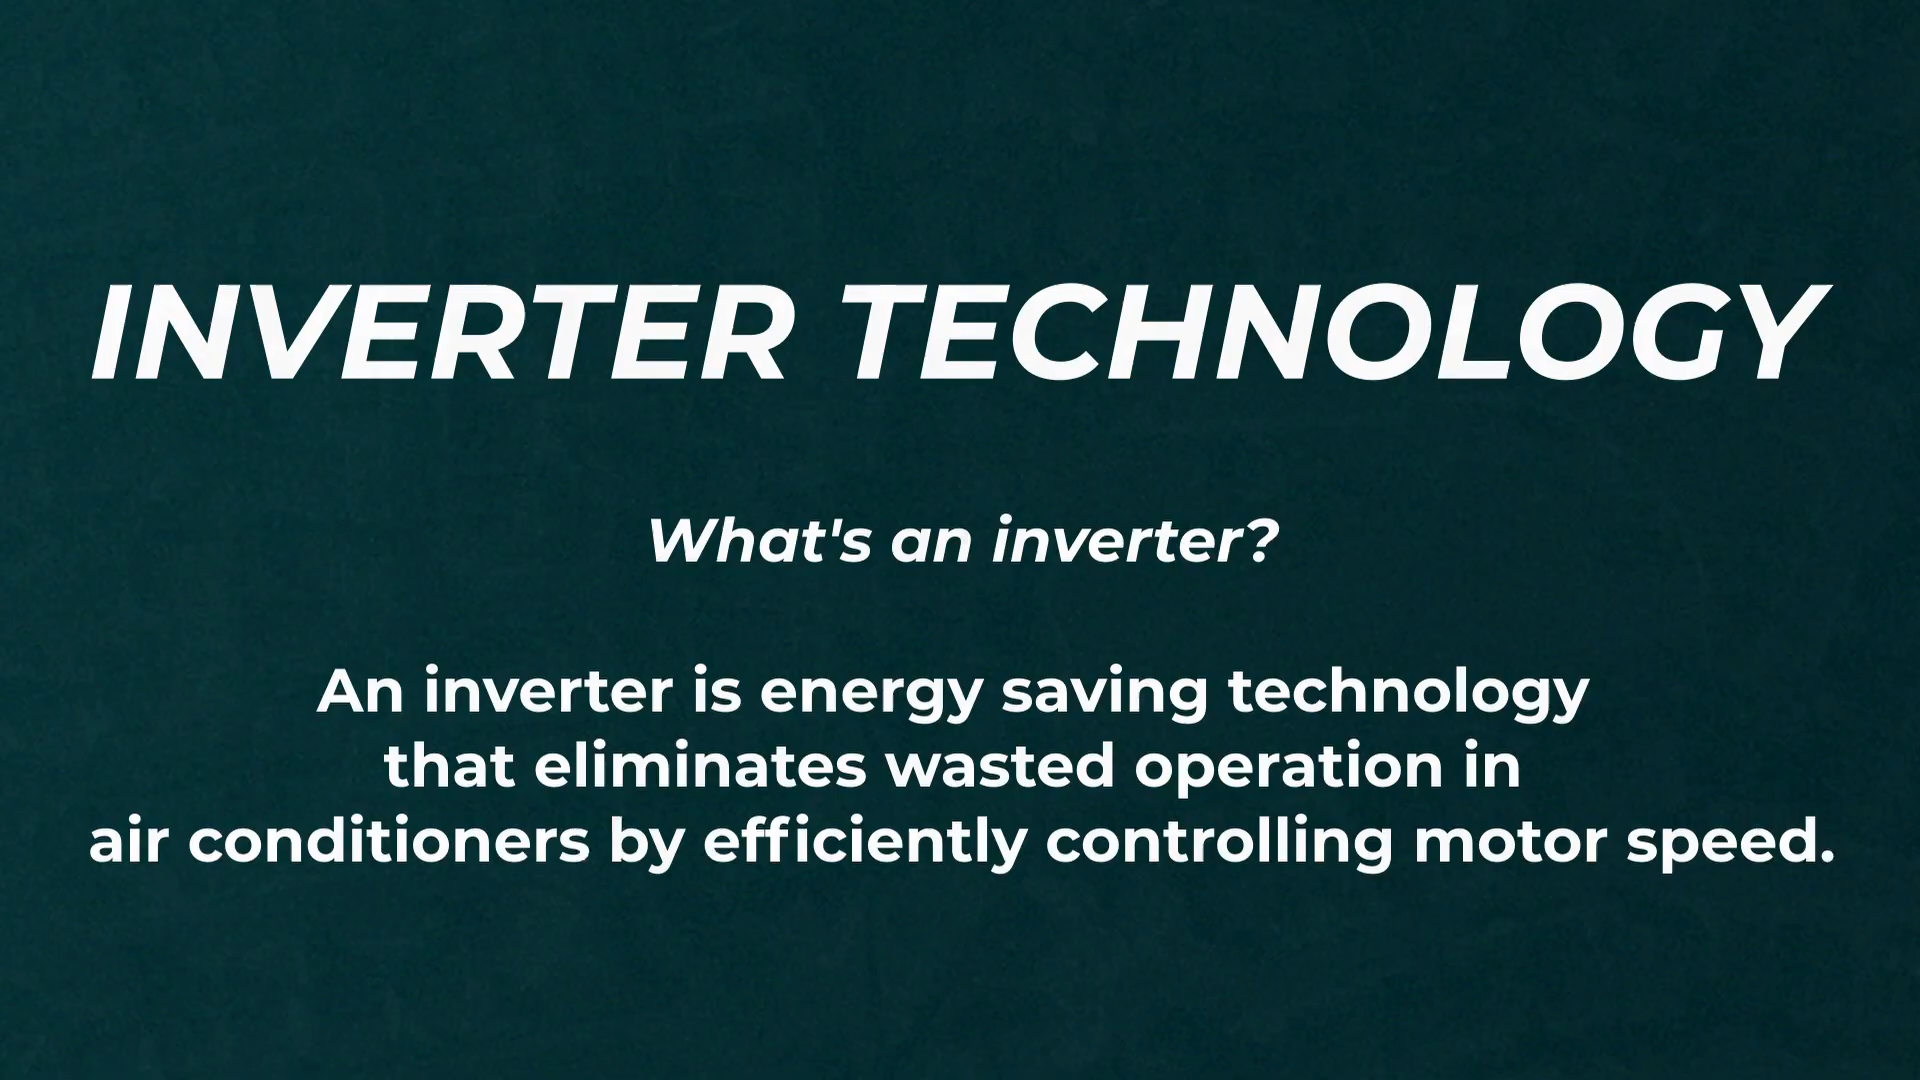 INVERTER TECHNOLOGY
What's an inverter?
An inverter is energy saving technology
that eliminates wasted operation in
air conditioners by efficiently controlling motor speed.